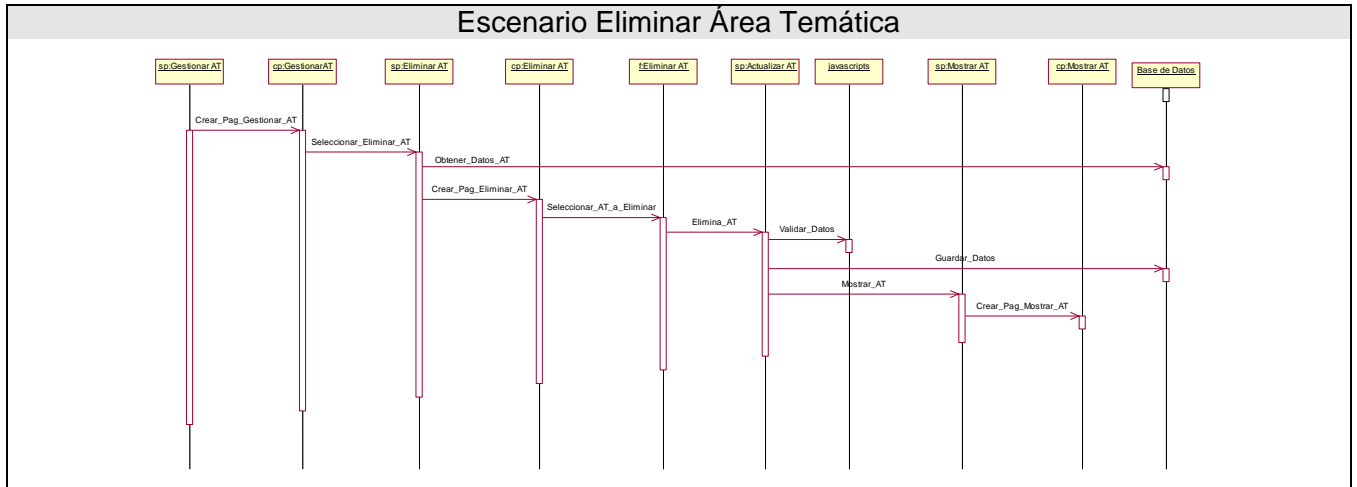 Escenario Eliminar Área Temática
sp:Gestionar AT
cp:GestionarAT
sp:Eliminar AT
cp:Eliminar AT
f:Eliminar AT
sp:Actualizar AT
javascripts
sp:Mostrar AT
cp:Mostrar AT
Base de Datos
Crear_Pag_Gestionar_AT
Seleccionar_Eliminar_AT
Obtener_Datos_AT
Crear_Pag_Eliminar_AT
Seleccionar_AT_a_Eliminar
Elimina_AT
Validar_Datos
Guardar_Datos
Mostrar_AT
Crear_Pag_Mostrar_AT